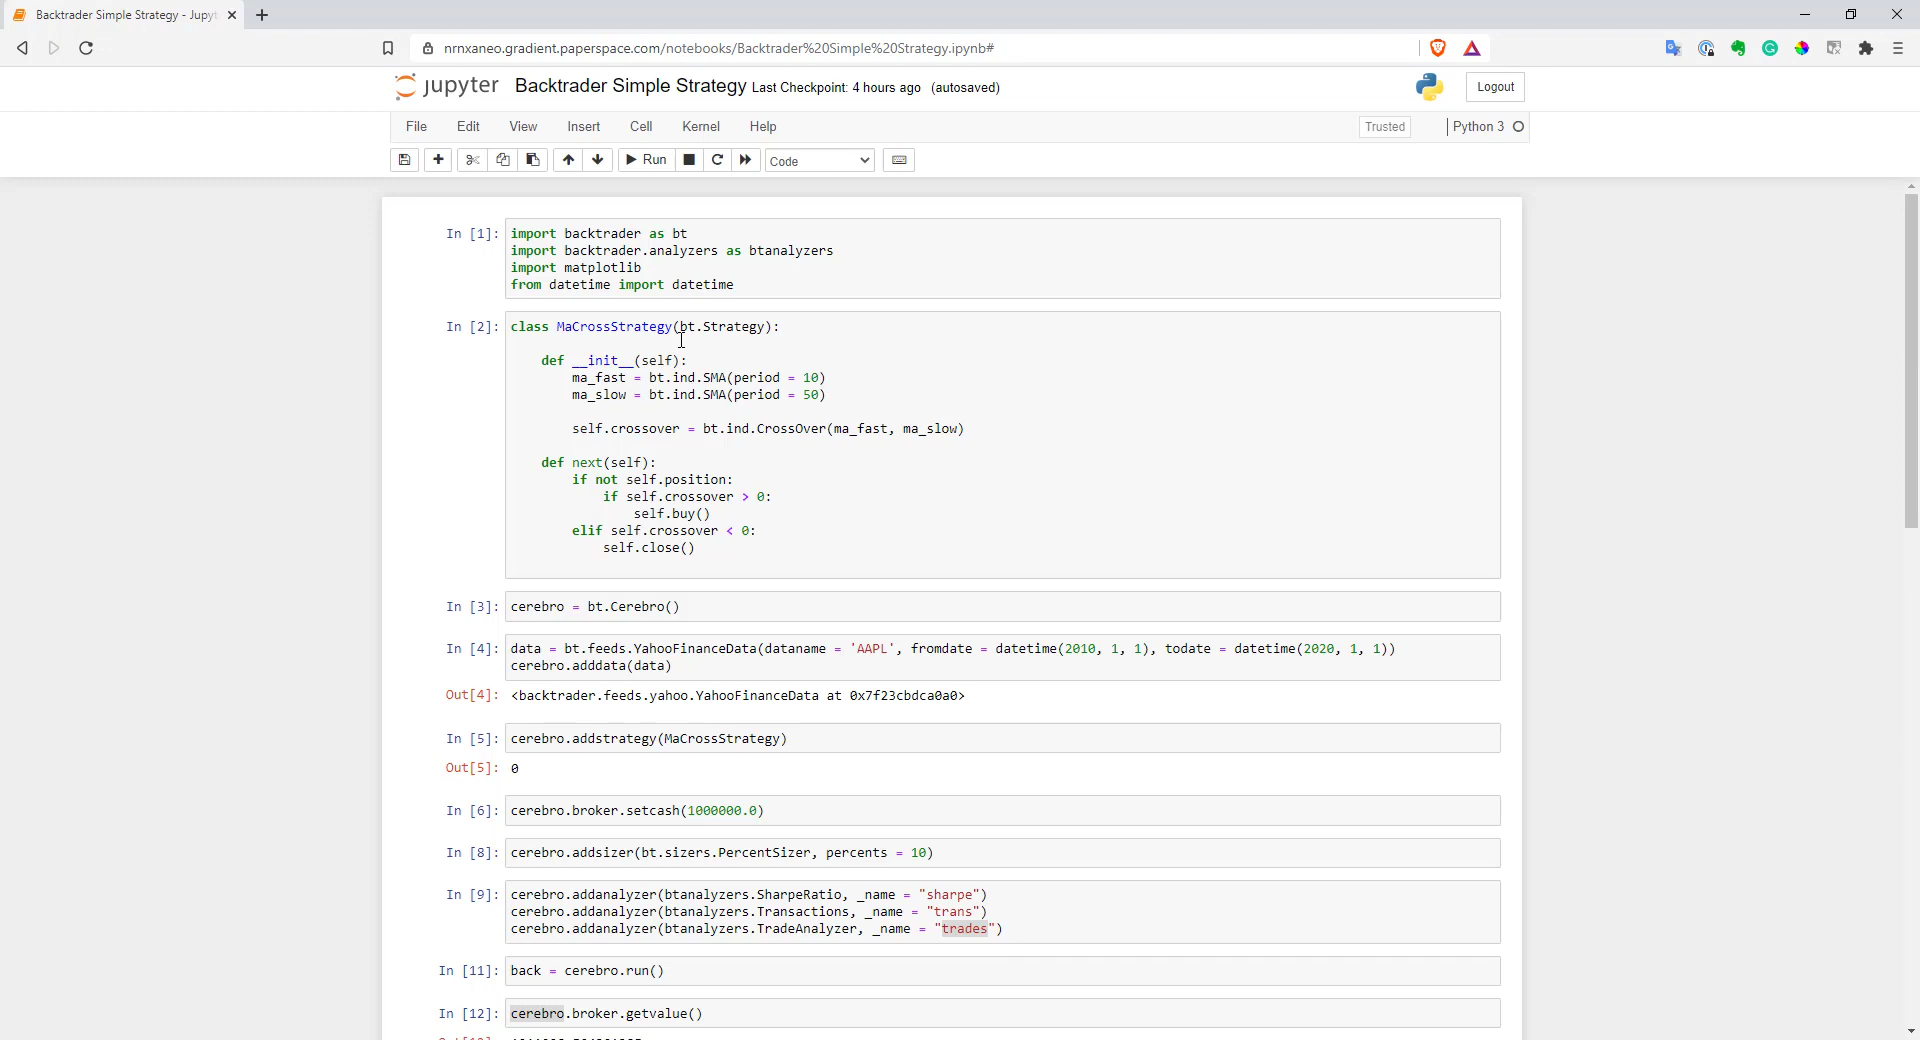 Backtrader Simple Strategy - Jupyt
nrnxaneo.gradient.paperspace.com/notebooks/Backtrader%20Simple%20Strategy.ipynb#
jupyter Backtrader Simple Strategy Last Checkpoint: 4 hours ago (autosaved)
Logout
File Edit View Insert Cell Kernel Help
Trusted
Python 3
Run
Code
In [1]: import backtrader as bt
import backtrader.analyzers as btanalyzers
import matplotlib
from datetime import datetime
In [2]: class MaCrossStrategy(bt.Strategy):
def __init__(self):
ma_fast = bt.ind.SMA(period = 10)
ma_slow = bt.ind.SMA(period = 50)
self.crossover = bt.ind.CrossOver(ma_fast, ma_slow)
def next(self):
if not self.position:
if self.crossover > 0:
self.buy()
elif self.crossover < 0:
self.close()
In [3]: cerebro = bt.Cerebro()
In [4]: data = bt.feeds.YahooFinanceData(dataname = 'AAPL', fromdate = datetime(2010, 1, 1), todate = datetime(2020, 1, 1))
cerebro.adddata(data)
Out[4]: <backtrader.feeds.yahoo.YahooFinanceData at 0x7f23cbdca0a0>
In [5]: cerebro.addstrategy(MaCrossStrategy)
Out[5]: 0
In [6]: cerebro.broker.setcash(1000000.0)
In [8]: cerebro.addsizer(bt.sizers.PercentSizer, percents = 10)
In [9]: cerebro.addanalyzer(btanalyzers.SharpeRatio, _name = "sharpe")
cerebro.addanalyzer(btanalyzers.Transactions, _name = "trans")
cerebro.addanalyzer(btanalyzers.TradeAnalyzer, _name = "trades")
In [11]: back = cerebro.run()
In [12]: cerebro.broker.getvalue()